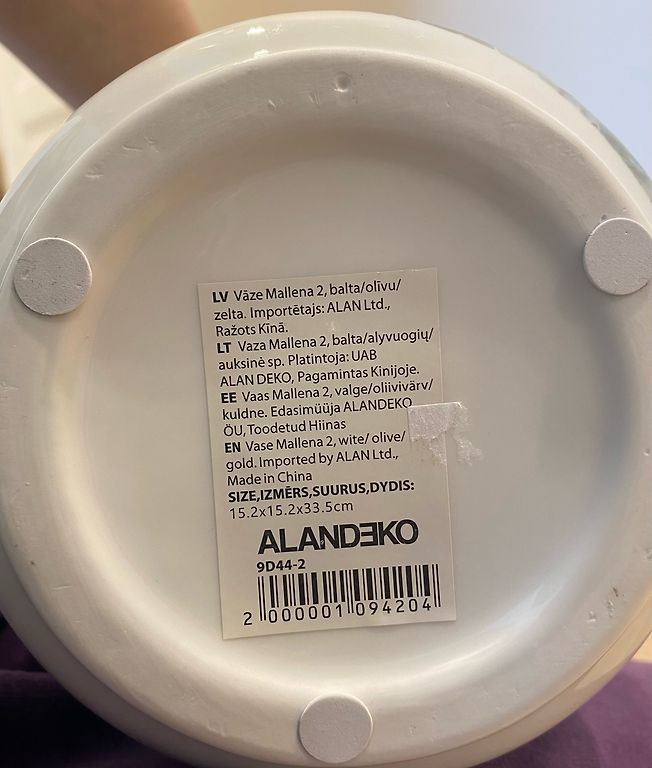 LV Vāze Mallena 2, balta/olīvu/
zelta. Importētajs: ALAN Ltd.,
Ražots Ķīnā.
LT Vaza Mallena 2, balta/alyvuogių/
auksinė sp. Platintoja: UAB
ALAN DEKO, Pagamintas Kinijoje.
EE Vaas Mallena 2, valge/oliivivärv/
kuldne. Edasimüüja ALANDEKO
ÖU, Toodetud Hiinas
EN Vase Mallena 2, wite/ olive/
gold. Imported by ALAN Ltd.,
Made in China
SIZE,IZMĒRS,SUURUS,DYDIS:
15.2x15.2x33.5cm
ALANDEKO
9D44-2
2 000001 094204